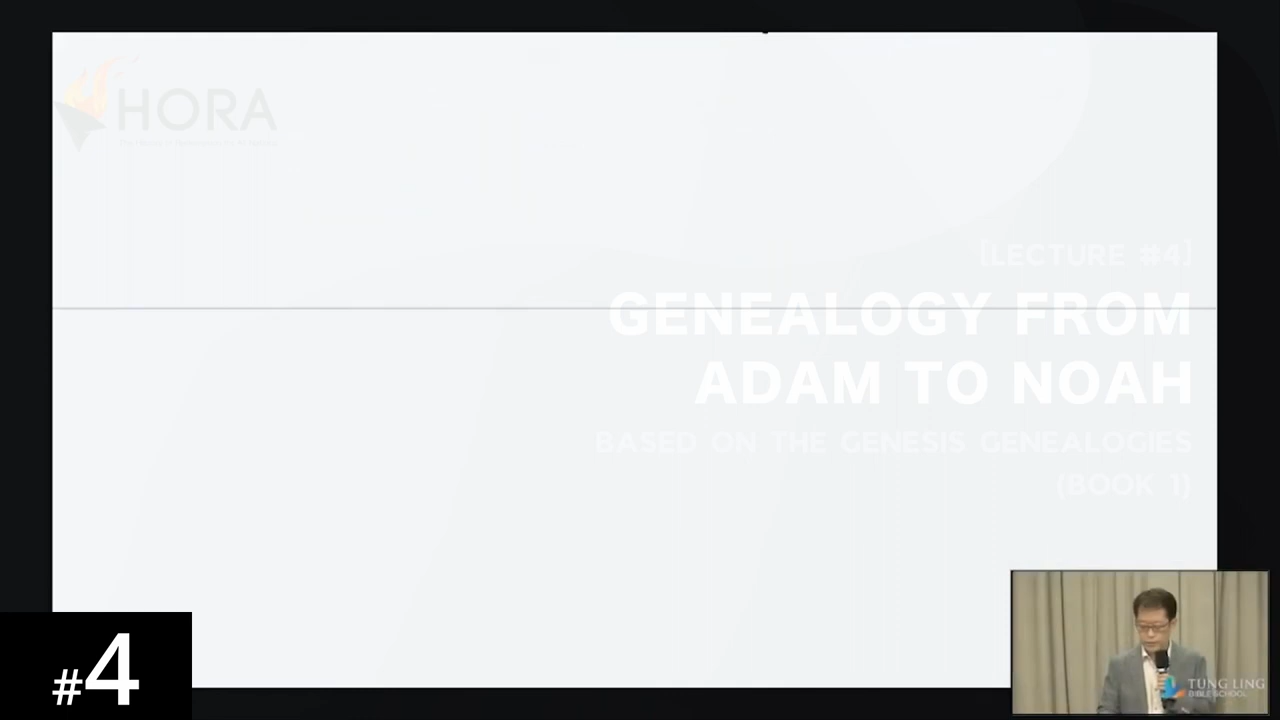 HORA
[LECTURE #4]
GENEALOGY FROM
ADAM TO NOAH
BASED ON THE GENESIS GENEALOGIES
(BOOK 1)
#4
TUNG LING
BIBLE SCHOOL